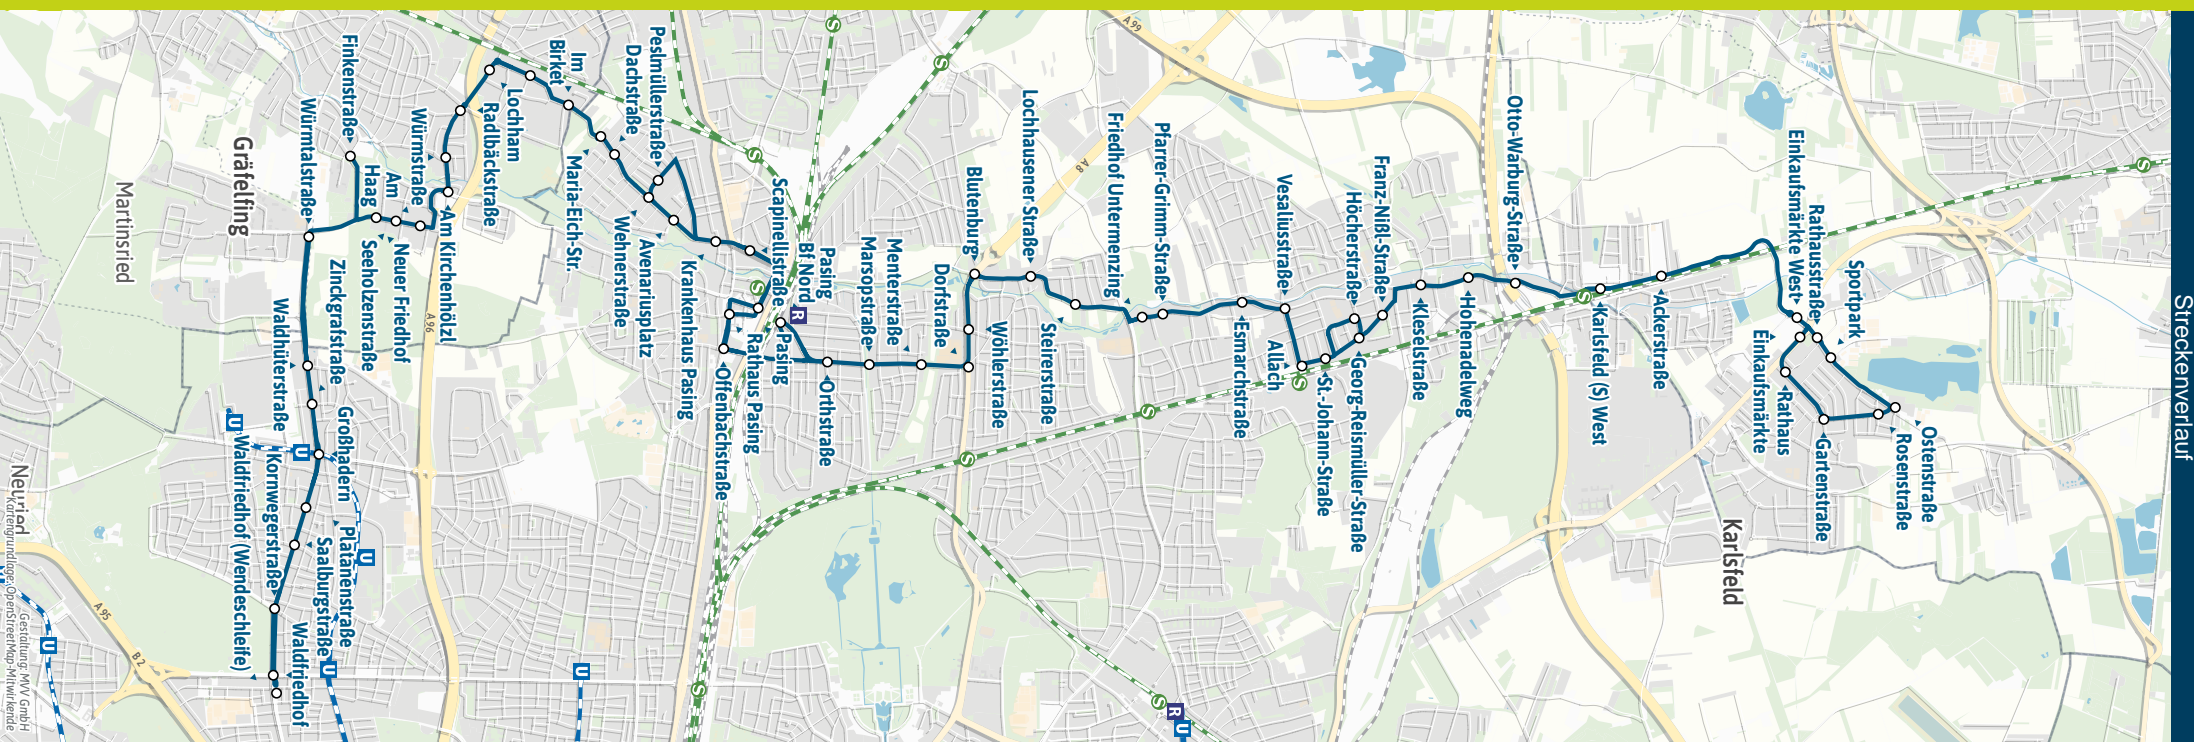 Streckenverlauf
Ostenstraße
Rosenstraße
Sportpark
Rathausstraße
Einkaufsmärkte West
Gartenstraße
Rathaus
Einkaufsmärkte
Karlsfeld
Ackerstraße
Karlsfeld (S) West
Otto-Warburg-Straße
Hohenadelweg
Kleselstraße
Franz-Nißl-Straße
Höcherstraße
Georg-Reismüller-Straße
St.-Johann-Straße
Allach
Vesaliusstraße
Esmarchstraße
Pfarrer-Grimm-Straße
Friedhof Untermenzing
Steirerstraße
Lochhausener Straße
Blutenburg
Wöhlerstraße
Dorfstraße
Menterstraße
Marsopstraße
Orthstraße
Pasing
Bf. Nord
Pasing
Scapinellistraße
Rathaus Pasing
Offenbachstraße
Krankenhaus Pasing
Avenariusplatz
Wehnerstraße
Peslmüllerstraße
Dachstraße
Maria-Eich-Str.
Im
Birket
Lochham
Radbäckstraße
Am Kirchenhölzl
Würmstraße
Am
Haag
Neuer Friedhof
Seeholzenstraße
Finkenstraße
Würmtalstraße
Gräfelfing
Martinsried
Zinckgrafstraße
Waldhüterstraße
Großhadern
Platanenstraße
Saalburgstraße
Kornwegerstraße
Waldfriedhof
Waldfriedhof (Wendeschleife)
Neuried
A 99
A 8
A 96
A 95
B 2
S
S
S
S
S
S
S
S
S
S
S
R
R
U
U
U
U
U
U
U
Gestaltung: MVV GmbH
Kartengrundlage: OpenStreetMap-Mitwirkende